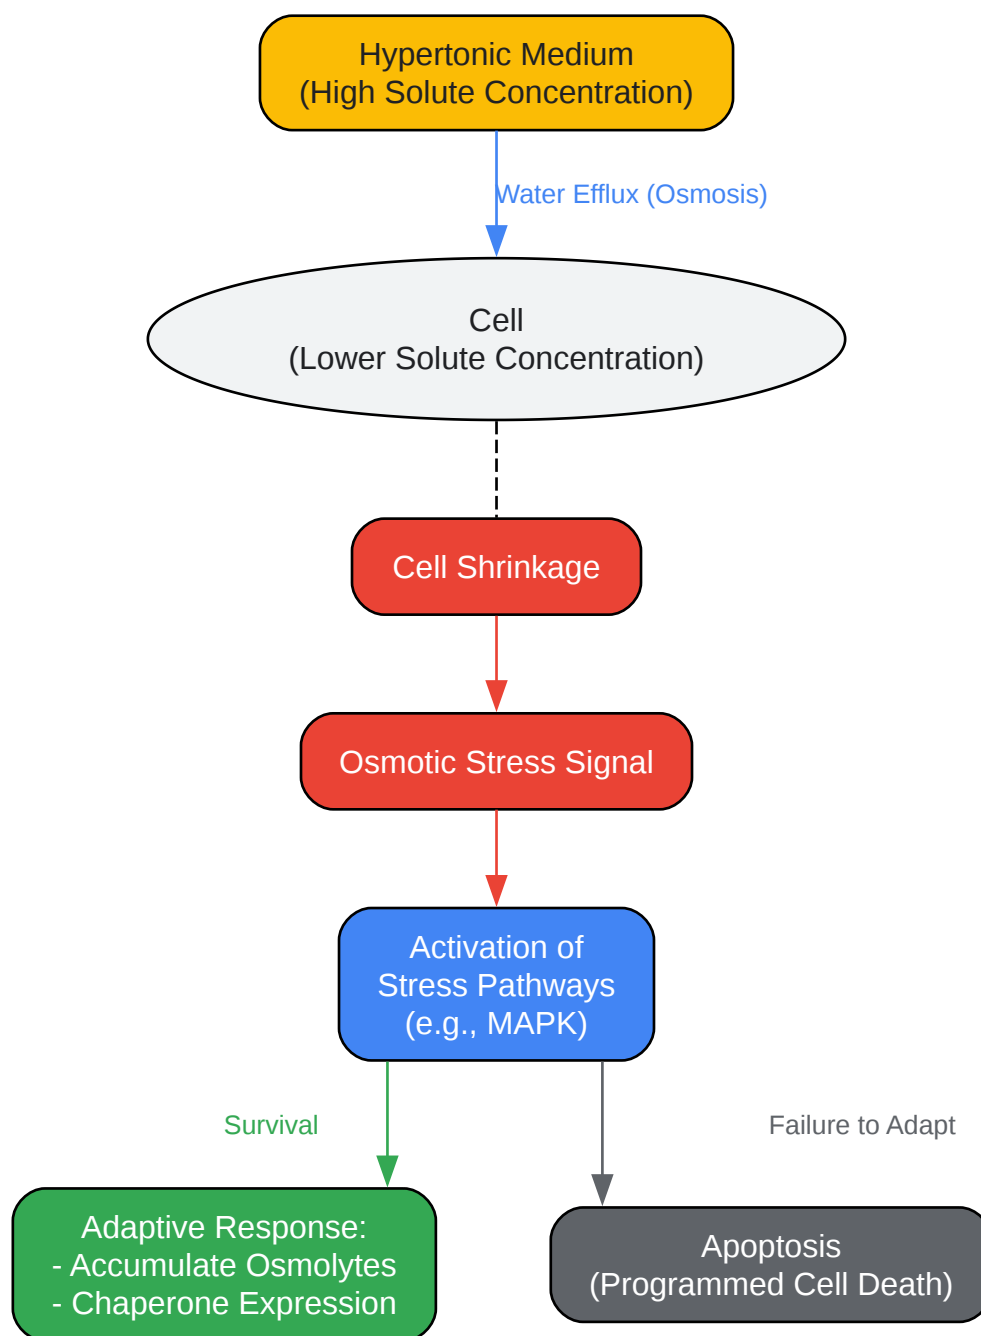 Hypertonic Medium
(High Solute Concentration)
Water Efflux (Osmosis)
Cell
(Lower Solute Concentration)
Cell Shrinkage
Osmotic Stress Signal
Activation of
Stress Pathways
(e.g., MAPK)
Survival
Failure to Adapt
Adaptive Response:
- Accumulate Osmolytes
- Chaperone Expression
Apoptosis
(Programmed Cell Death)